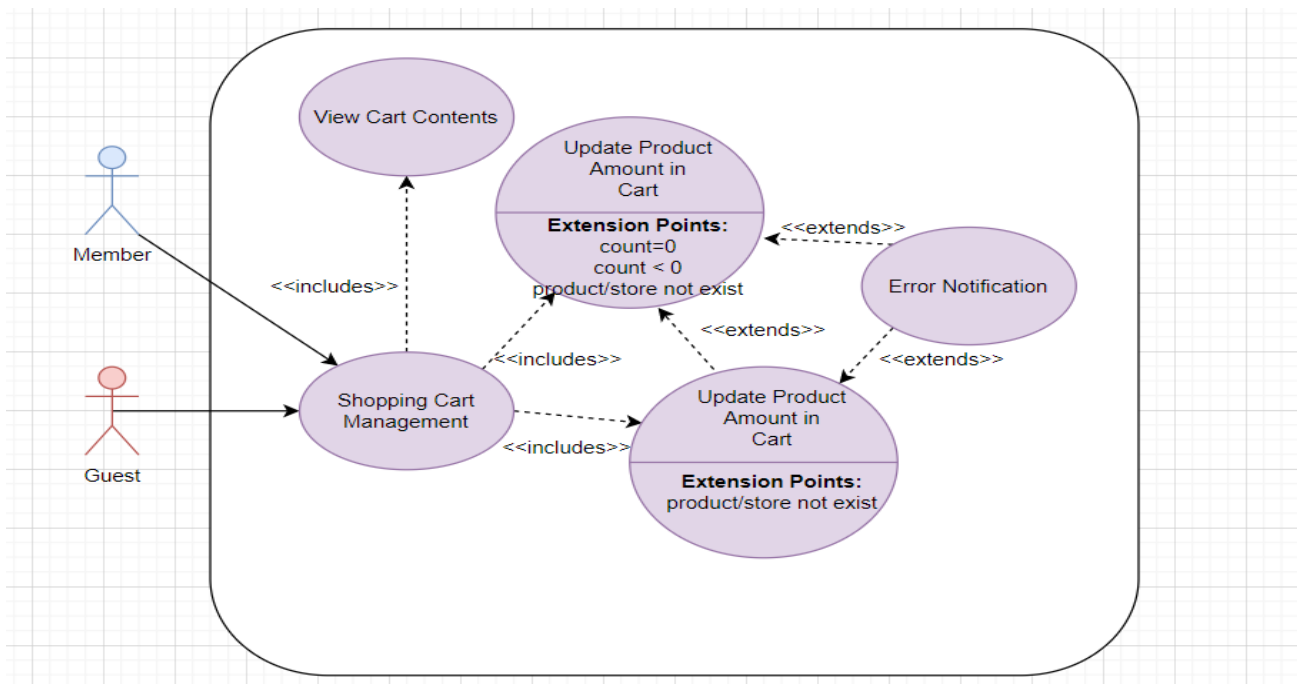 View Cart Contents
Update Product
Amount in
Cart
Extension Points:
count=0
count < 0
product/store not exist
<<extends>>
Member
<<includes>>
Error Notification
<<extends>>
<<includes>>
<<extends>>
Shopping Cart
Management
Update Product
Amount in
Cart
<<includes>>
Guest
Extension Points:
product/store not exist